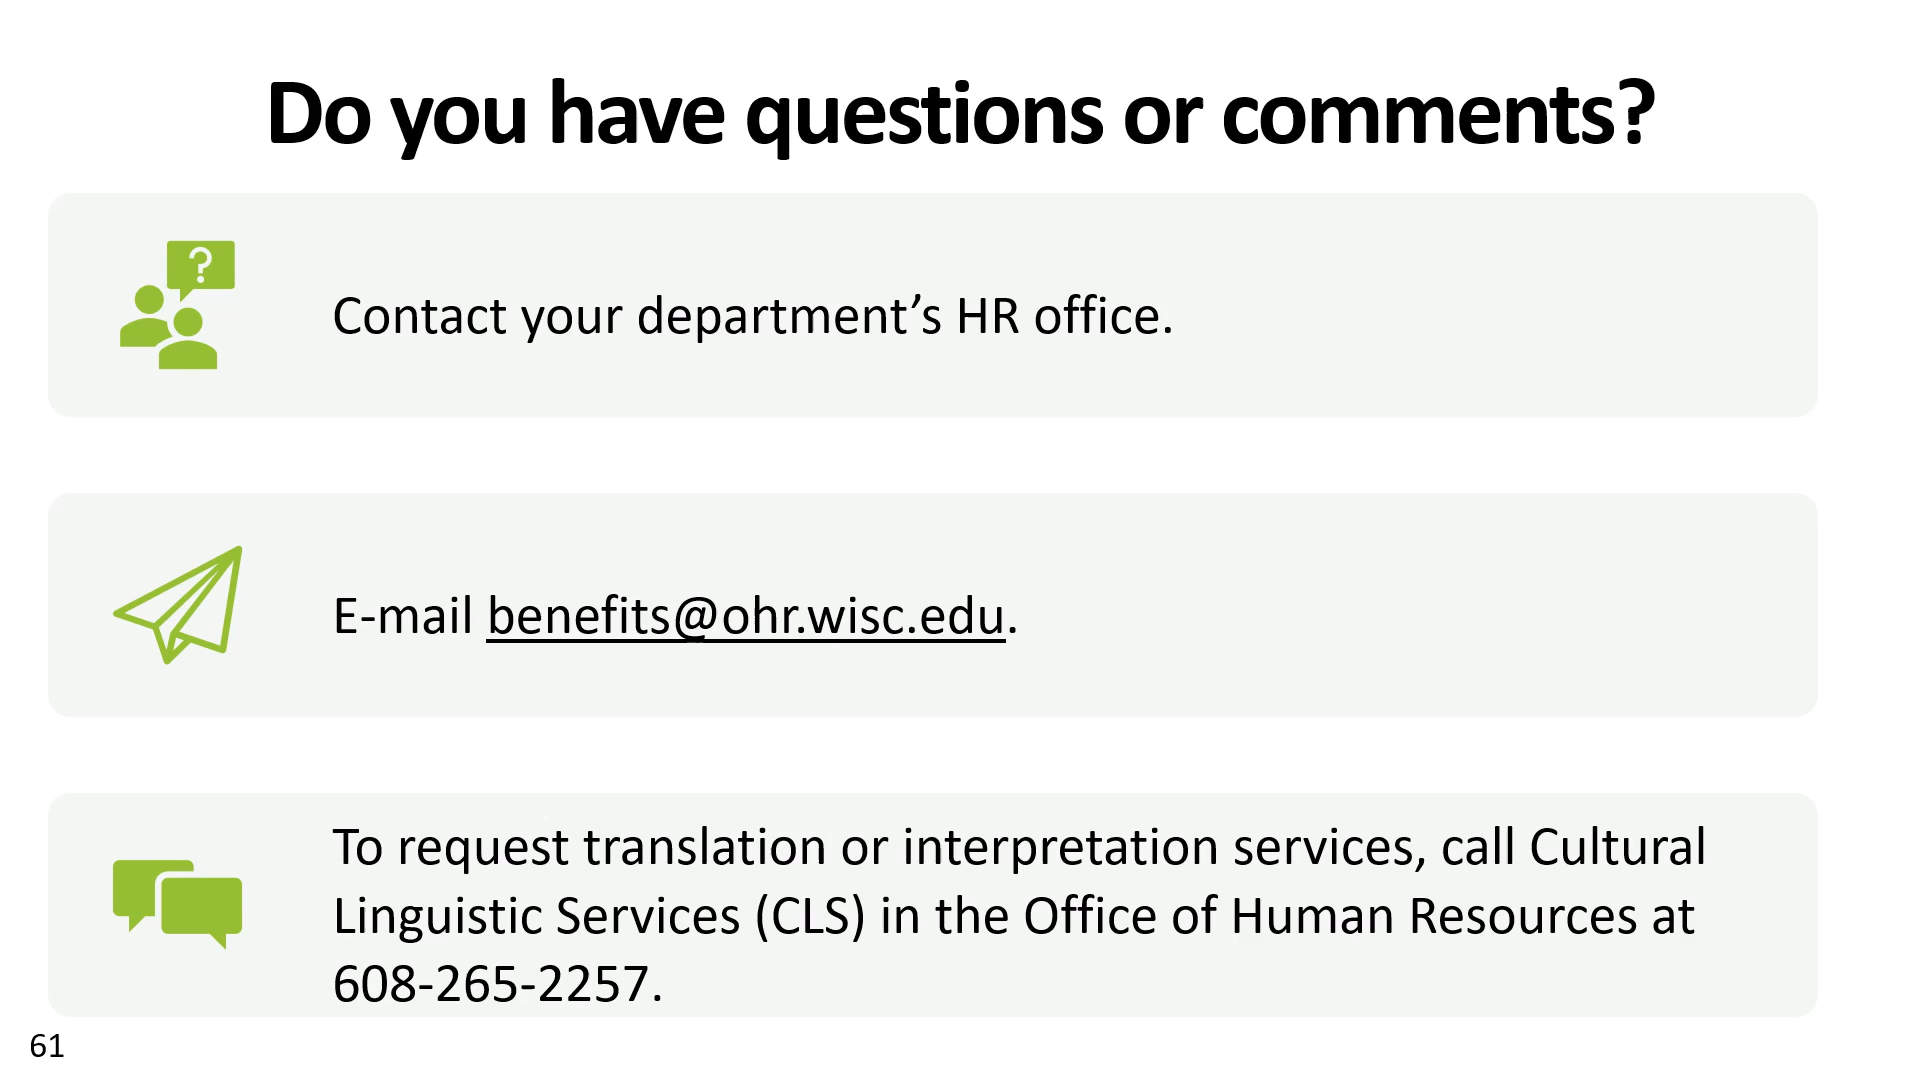 Do you have questions or comments?
?
Contact your department’s HR office.
E-mail benefits@ohr.wisc.edu.
To request translation or interpretation services, call Cultural
Linguistic Services (CLS) in the Office of Human Resources at
608-265-2257.
61